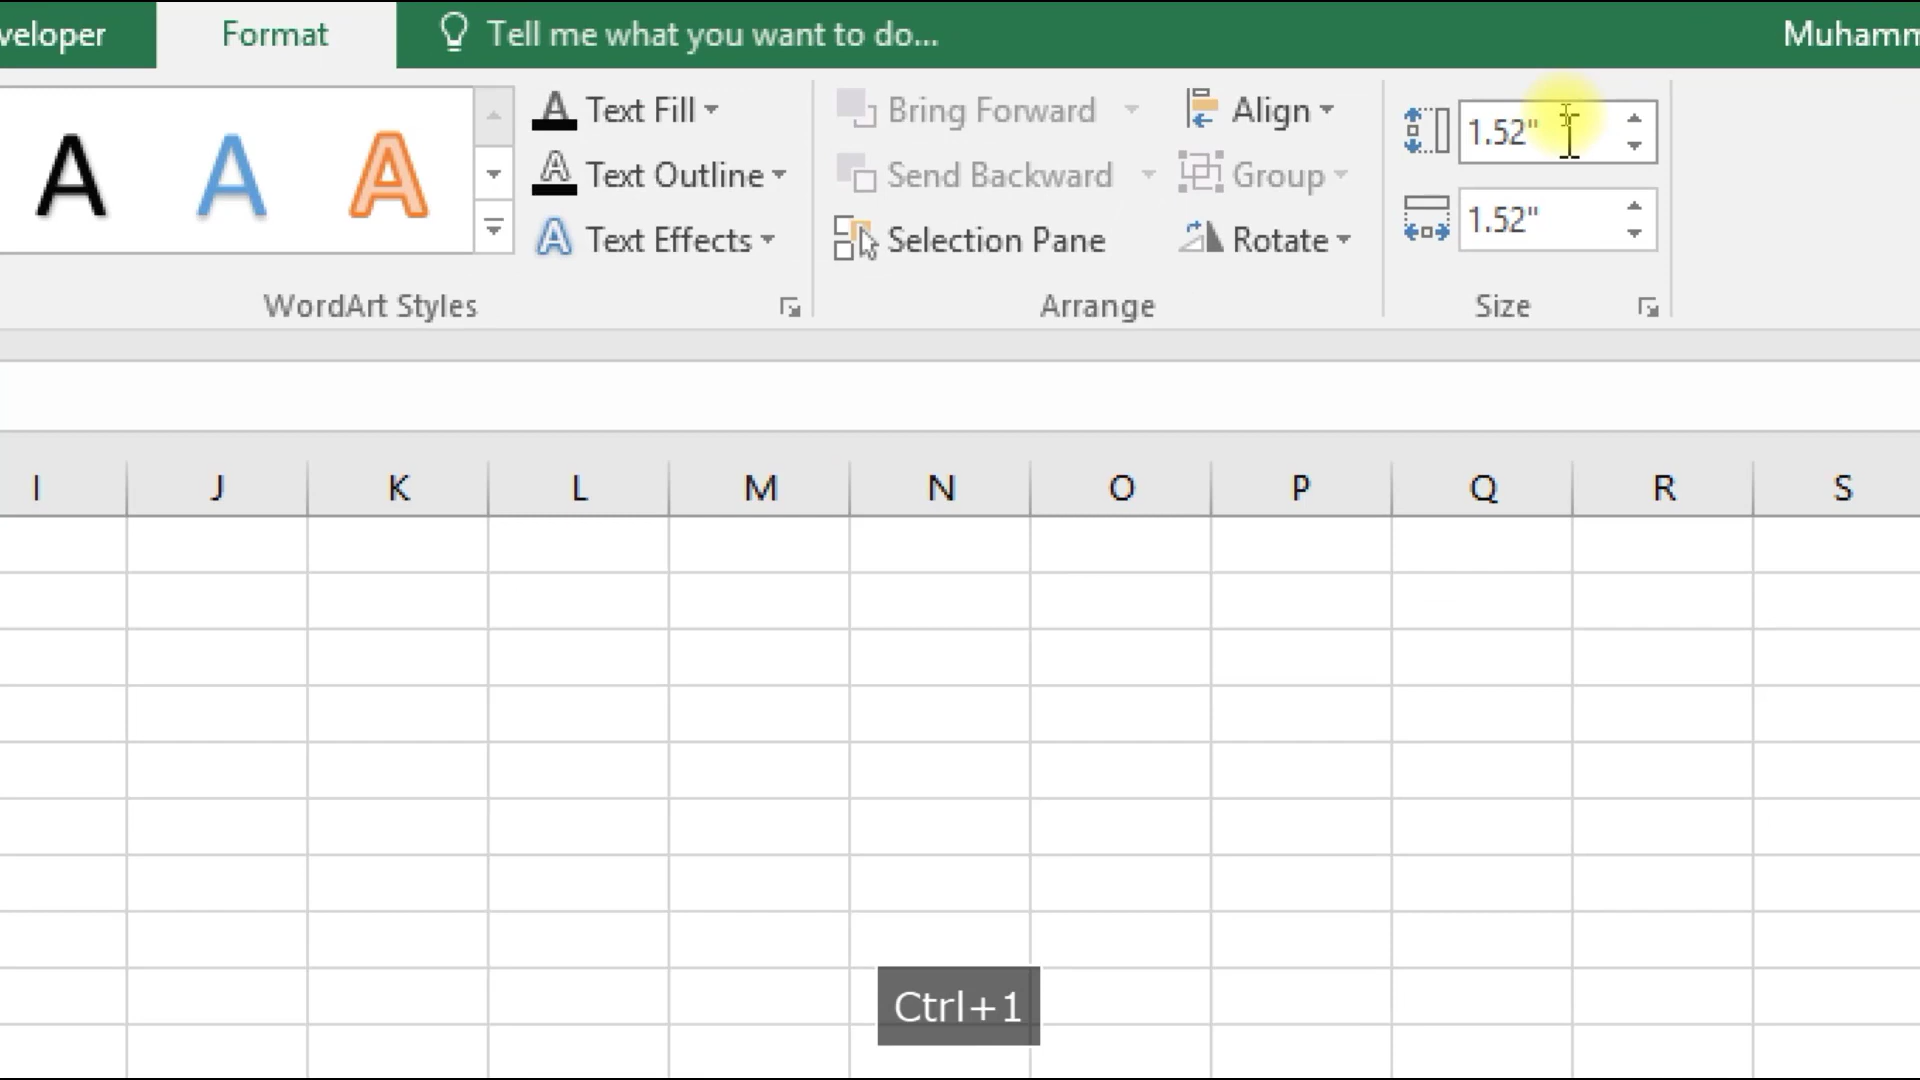 veloper Format Tell me what you want to do... Muhamm
A A A Text Fill Bring Forward Align 1.52"
Text Outline Send Backward Group
A Text Effects Selection Pane Rotate 1.52"
WordArt Styles Arrange Size
I J K L M N O P Q R S
Ctrl+1